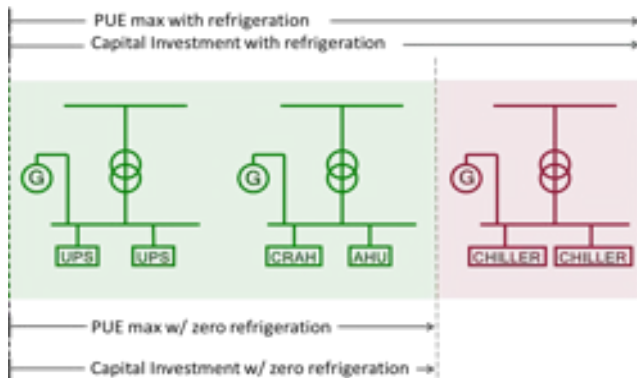 PUE max with refrigeration
Capital Investment with refrigeration
G
G
G
UPS
UPS
CRAH
AHU
CHILLER
CHILLER
PUE max w/ zero refrigeration
Capital Investment w/ zero refrigeration